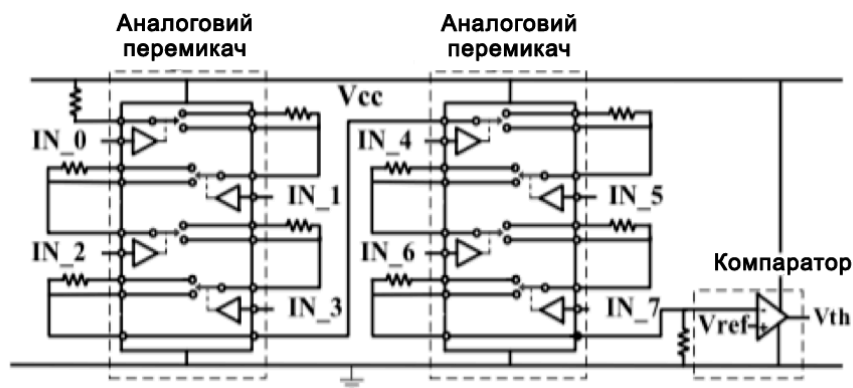 Аналоговий
перемикач
Аналоговий
перемикач
Vcc
IN_0
IN_4
IN_1
IN_5
IN_2
IN_6
Компаратор
IN_3
IN_7
Vref
-
+
Vth